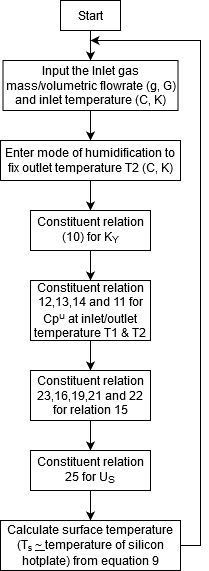 Start
Input the Inlet gas
mass/volumetric flowrate (g, G)
and inlet temperature (C, K)
Enter mode of humidification to
fix outlet temperature T2 (C, K)
Constituent relation
(10) for KY
Constituent relation
12,13,14 and 11 for
Cpᵘ at inlet/outlet
temperature T1 & T2
Constituent relation
23,16,19,21 and 22
for relation 15
Constituent relation
25 for US
Calculate surface temperature
(Ts ~ temperature of silicon
hotplate) from equation 9